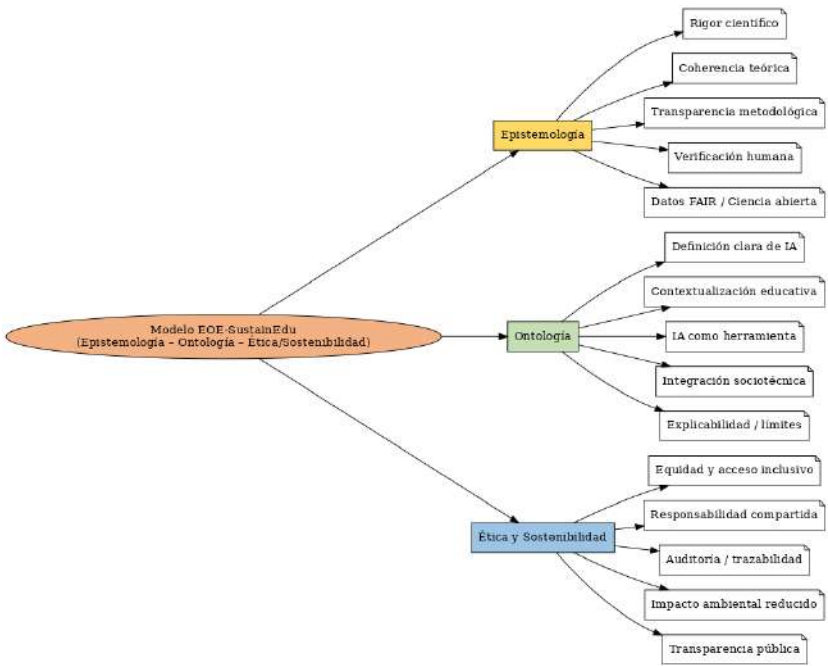 Modelo EOE-SustainEdu
(Epistemología – Ontología – Ética/Sostenibilidad)
Epistemología
Rigor científico
Coherencia teórica
Transparencia metodológica
Verificación humana
Datos FAIR / Ciencia abierta
Ontología
Definición clara de IA
Contextualización educativa
IA como herramienta
Integración sociotécnica
Explicabilidad / límites
Ética y Sostenibilidad
Equidad y acceso inclusivo
Responsabilidad compartida
Auditoría / trazabilidad
Impacto ambiental reducido
Transparencia pública